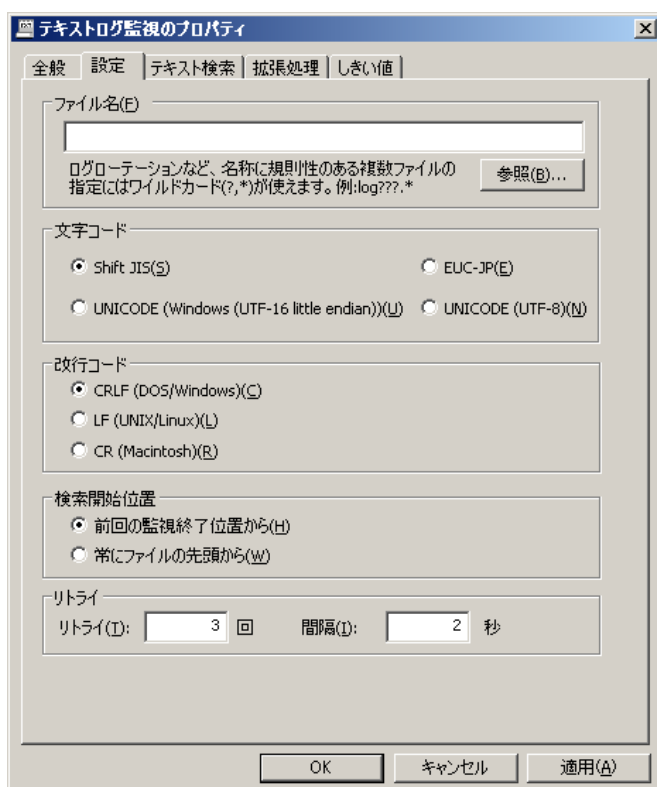 テキストログ監視のプロパティ
全般 設定 テキスト検索 拡張処理 しきい値
ファイル名(F)
ログローテーションなど、名称に規則性のある複数ファイルの
指定にはワイルドカード(?,*)が使えます。例:log???.*
参照(B)...
文字コード
Shift JIS(S) EUC-JP(E)
UNICODE (Windows (UTF-16 little endian))(U) UNICODE (UTF-8)(N)
改行コード
CRLF (DOS/Windows)(C)
LF (UNIX/Linux)(L)
CR (Macintosh)(R)
検索開始位置
前回の監視終了位置から(H)
常にファイルの先頭から(W)
リトライ
リトライ(T): 3 回 間隔(I): 2 秒
OK キャンセル 適用(A)